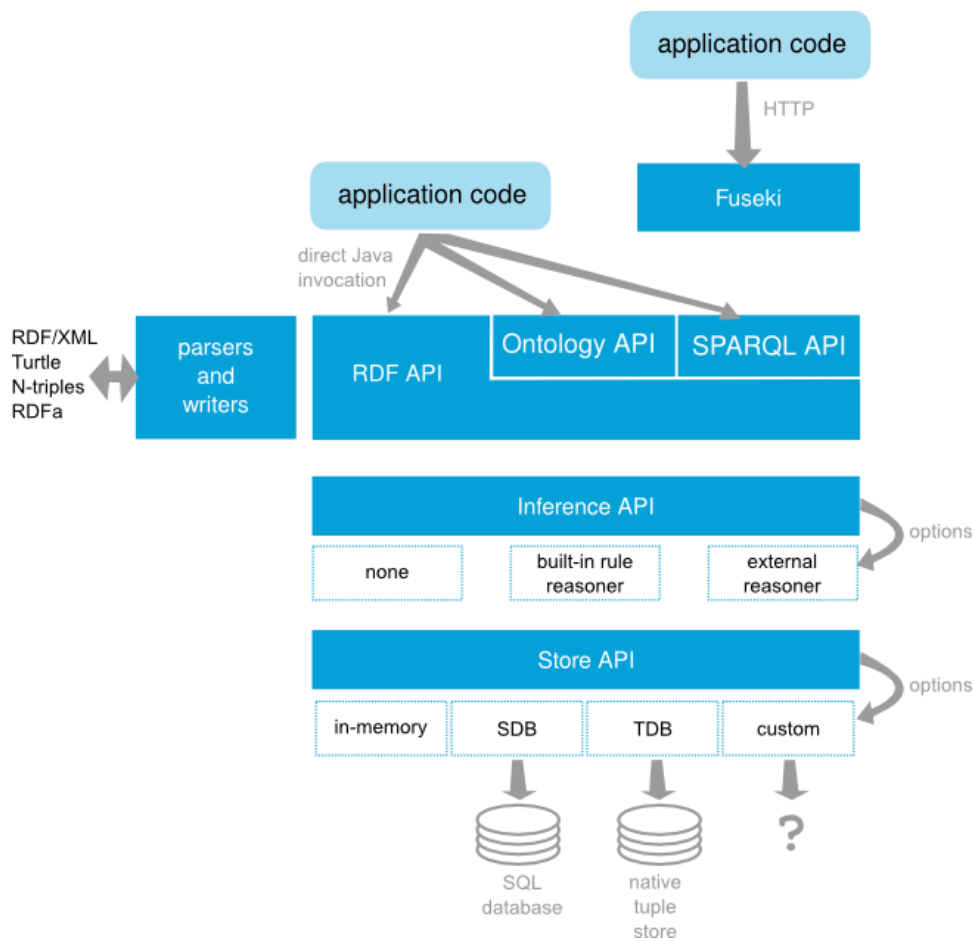 application code
HTTP
Fuseki
application code
direct Java
invocation
RDF/XML
Turtle
N-triples
RDFa
parsers
and
writers
RDF API
Ontology API
SPARQL API
Inference API
options
none
built-in rule
reasoner
external
reasoner
Store API
options
in-memory
SDB
TDB
custom
?
SQL
database
native
tuple
store